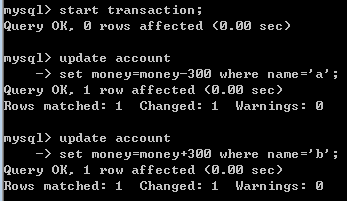 mysql> start transaction;
Query OK, 0 rows affected (0.00 sec)
mysql> update account
    -> set money=money-300 where name='a';
Query OK, 1 row affected (0.00 sec)
Rows matched: 1  Changed: 1  Warnings: 0
mysql> update account
    -> set money=money+300 where name='b';
Query OK, 1 row affected (0.00 sec)
Rows matched: 1  Changed: 1  Warnings: 0